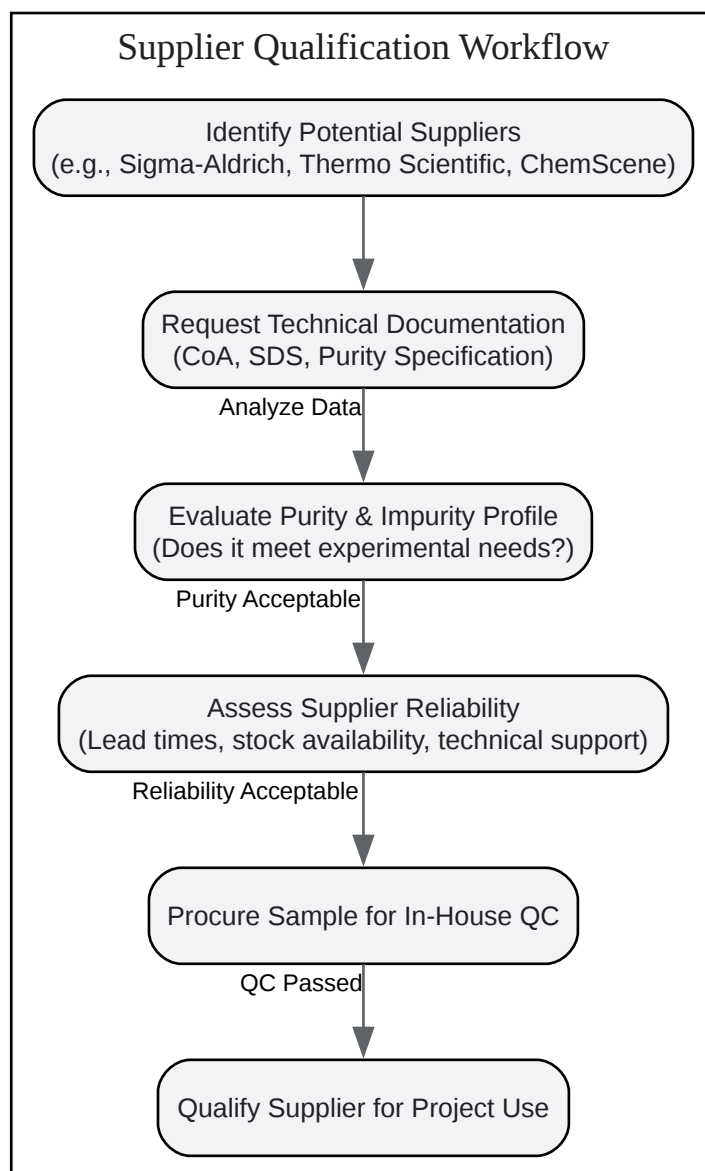 Supplier Qualification Workflow
Identify Potential Suppliers
(e.g., Sigma-Aldrich, Thermo Scientific, ChemScene)
Request Technical Documentation
(CoA, SDS, Purity Specification)
Analyze Data
Evaluate Purity & Impurity Profile
(Does it meet experimental needs?)
Purity Acceptable
Assess Supplier Reliability
(Lead times, stock availability, technical support)
Reliability Acceptable
Procure Sample for In-House QC
QC Passed
Qualify Supplier for Project Use